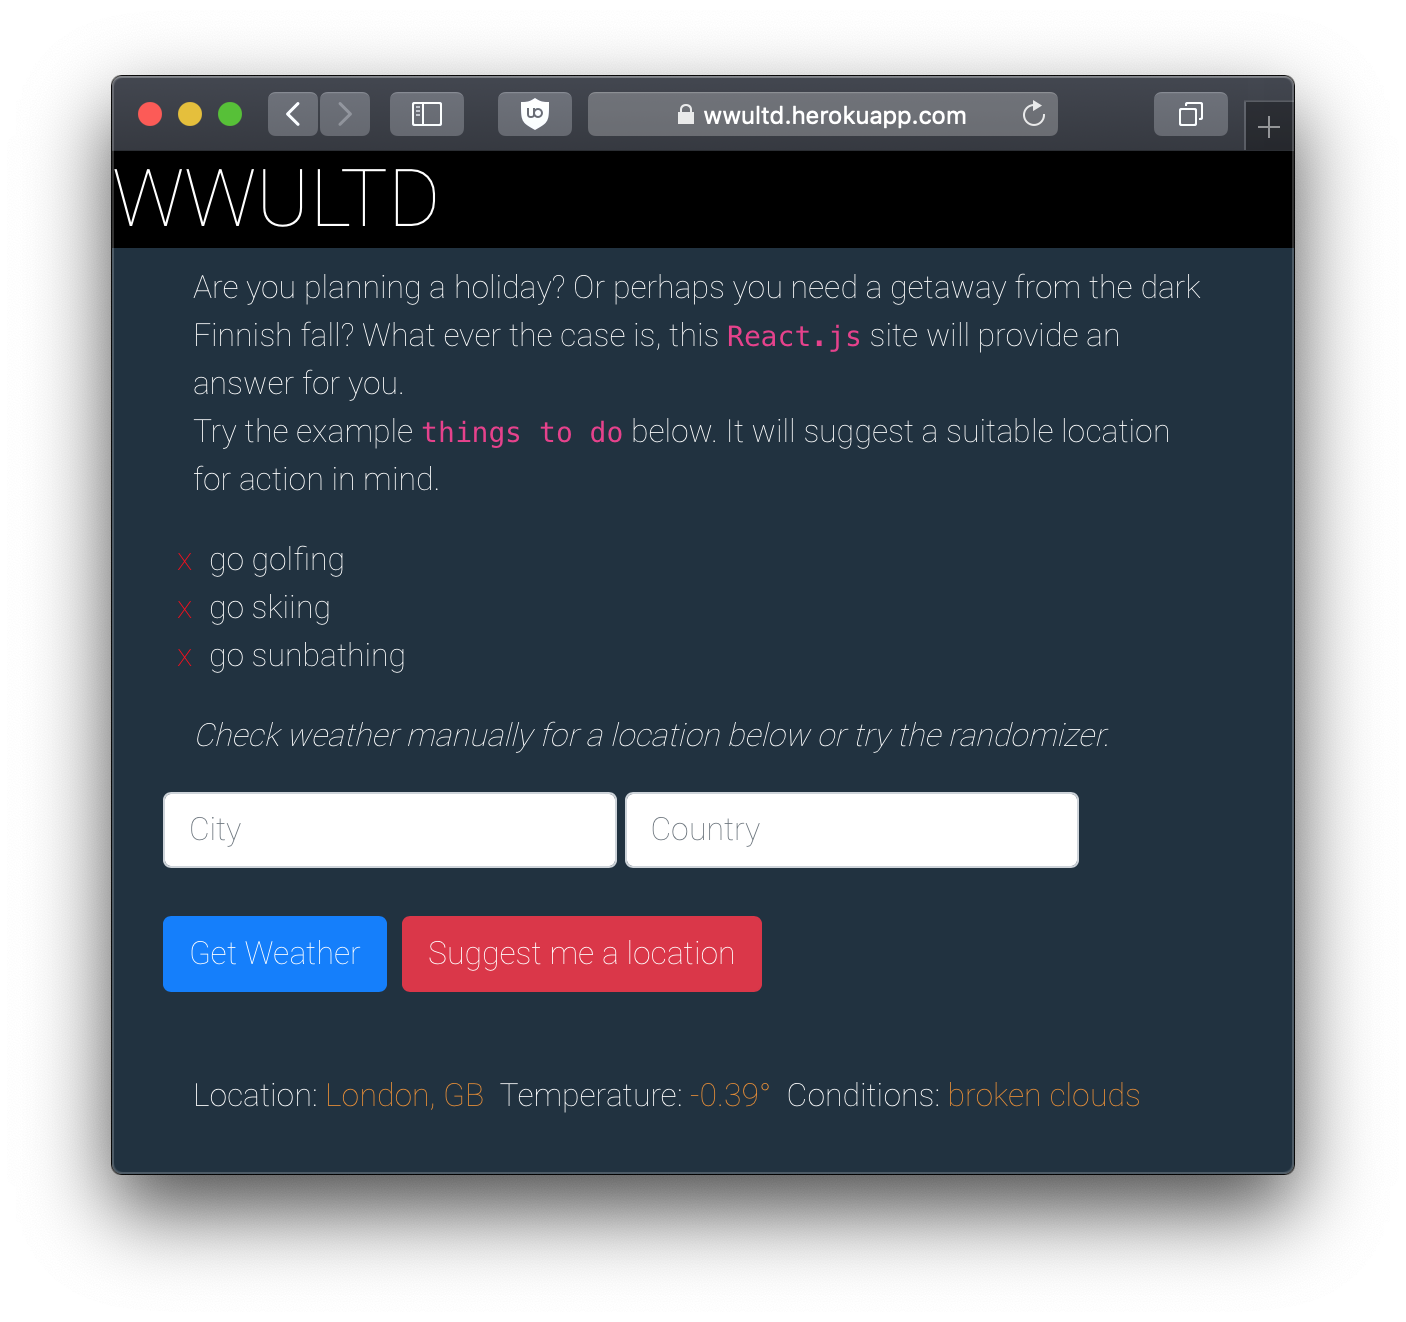 wwultd.herokuapp.com
WWULTD
Are you planning a holiday? Or perhaps you need a getaway from the dark
Finnish fall? What ever the case is, this React.js site will provide an
answer for you.
Try the example things to do below. It will suggest a suitable location
for action in mind.
x go golfing
x go skiing
x go sunbathing
Check weather manually for a location below or try the randomizer.
City Country
Get Weather Suggest me a location
Location: London, GB Temperature: -0.39° Conditions: broken clouds